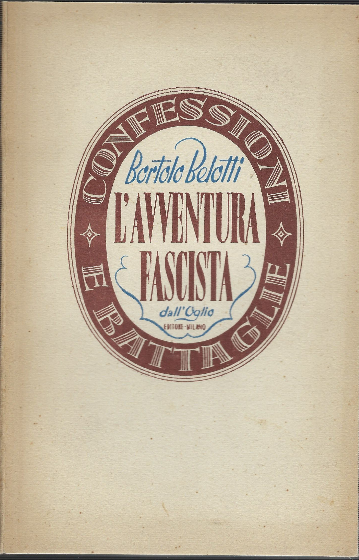 CONFESSIONI
Bortolo Belotti
L'AVVENTURA
FASCISTA
dall'Oglio
EDITORE - MILANO
E BATTAGLIE